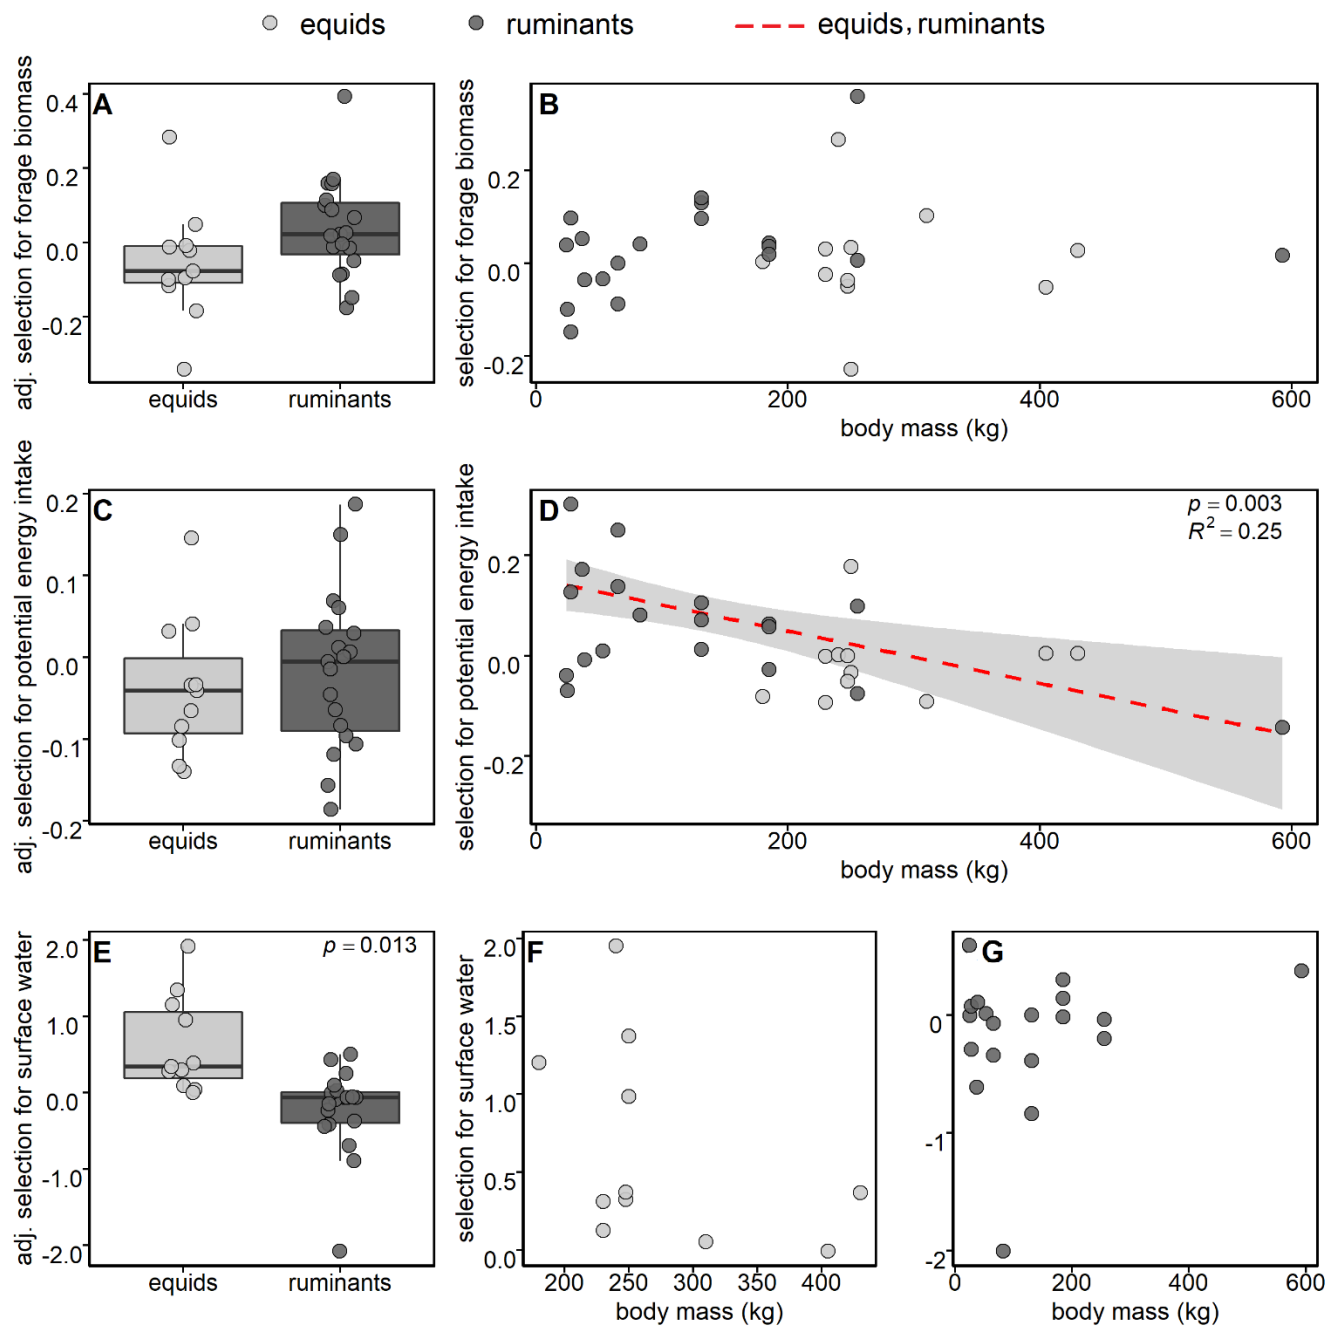 equids ruminants equids, ruminants
A
adj. selection for forage biomass
0.4
0.2
0.0
-0.2
equids ruminants
B
selection for forage biomass
0.2
0.0
-0.2
0 200 400 600
body mass (kg)
C
adj. selection for potential energy intake
0.2
0.1
0.0
-0.1
-0.2
equids ruminants
D
selection for potential energy intake
p = 0.003
R² = 0.25
0.2
0.0
-0.2
0 200 400 600
body mass (kg)
E
adj. selection for surface water
p = 0.013
2.0
1.0
0.0
-1.0
-2.0
equids ruminants
F
selection for surface water
2.0
1.5
1.0
0.5
0.0
200 250 300 350 400
body mass (kg)
G
0
-1
-2
0 200 400 600
body mass (kg)